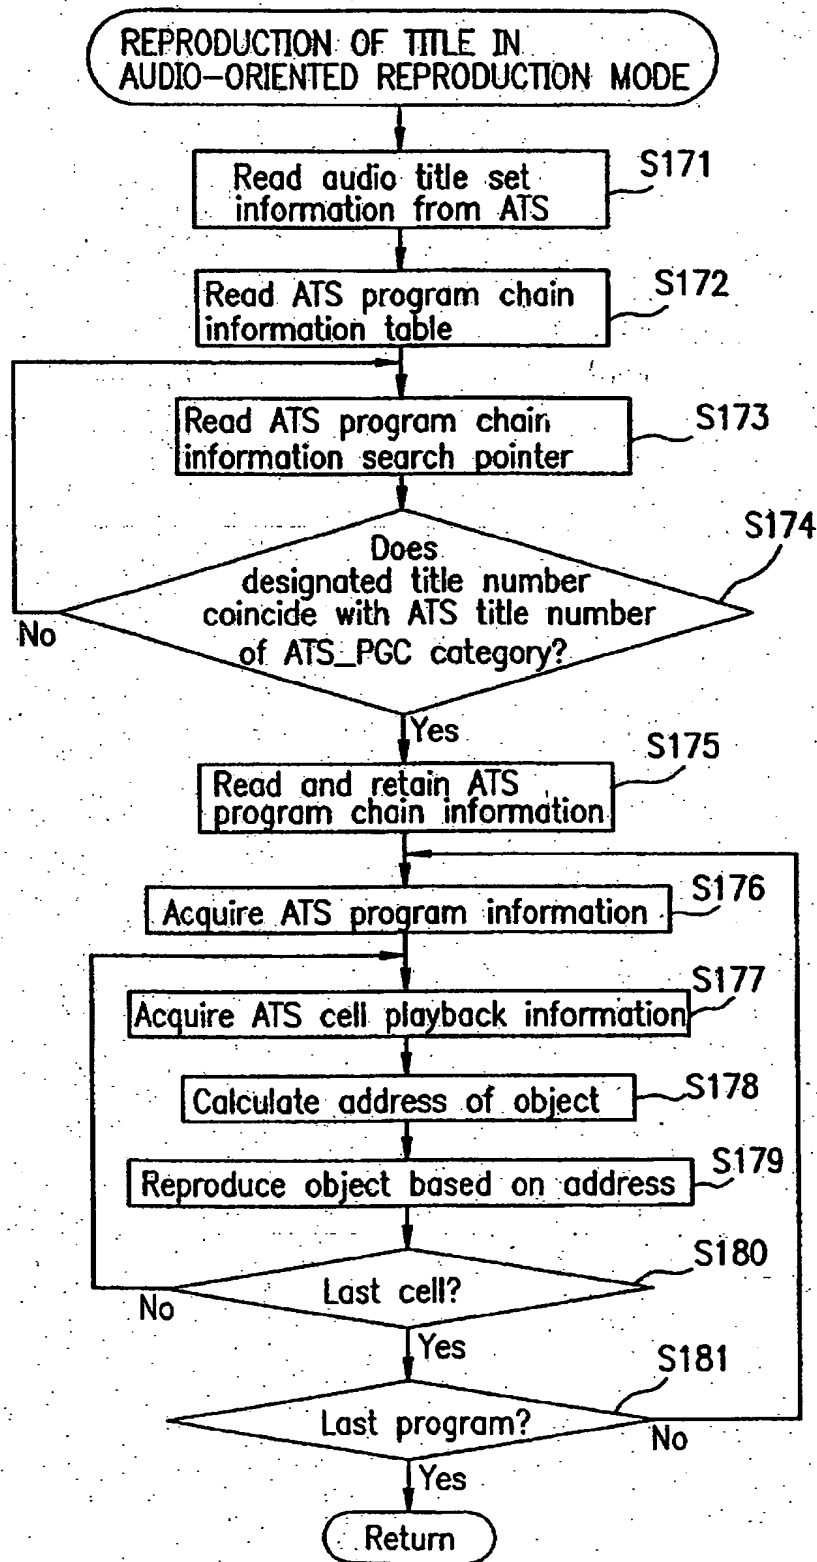 REPRODUCTION OF TITLE IN
AUDIO-ORIENTED REPRODUCTION MODE
Read audio title set
information from ATS
S171
Read ATS program chain
information table
S172
Read ATS program chain
information search pointer
S173
Does
designated title number
coincide with ATS title number
of ATS_PGC category?
S174
No
Yes
Read and retain ATS
program chain information
S175
Acquire ATS program information
S176
Acquire ATS cell playback information
S177
Calculate address of object
S178
Reproduce object based on address
S179
Last cell?
S180
No
Yes
Last program?
S181
No
Yes
Return